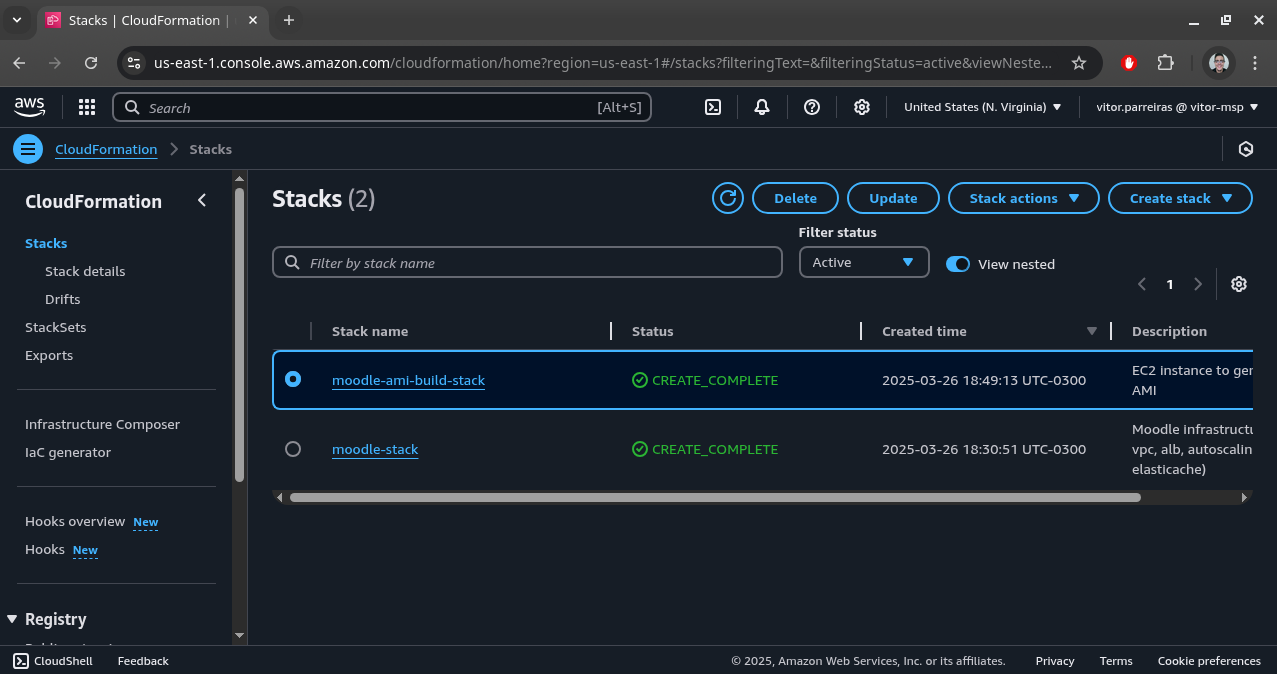 Stacks | CloudFormation |
us-east-1.console.aws.amazon.com/cloudformation/home?region=us-east-1#/stacks?filteringText=&filteringStatus=active&viewNeste...
aws
Search
[Alt+S]
United States (N. Virginia)
vitor.parreiras @ vitor-msp
CloudFormation
Stacks
CloudFormation
Stacks
Stack details
Drifts
StackSets
Exports
Infrastructure Composer
IaC generator
Hooks overview New
Hooks New
Registry
Stacks (2)
Delete
Update
Stack actions
Create stack
Filter by stack name
Filter status
Active
View nested
1
Stack name Status Created time Description
moodle-ami-build-stack CREATE_COMPLETE 2025-03-26 18:49:13 UTC-0300 EC2 instance to ger
AMI
moodle-stack CREATE_COMPLETE 2025-03-26 18:30:51 UTC-0300 Moodle infrastructu
vpc, alb, autoscalin
elasticache)
CloudShell
Feedback
© 2025, Amazon Web Services, Inc. or its affiliates.
Privacy
Terms
Cookie preferences